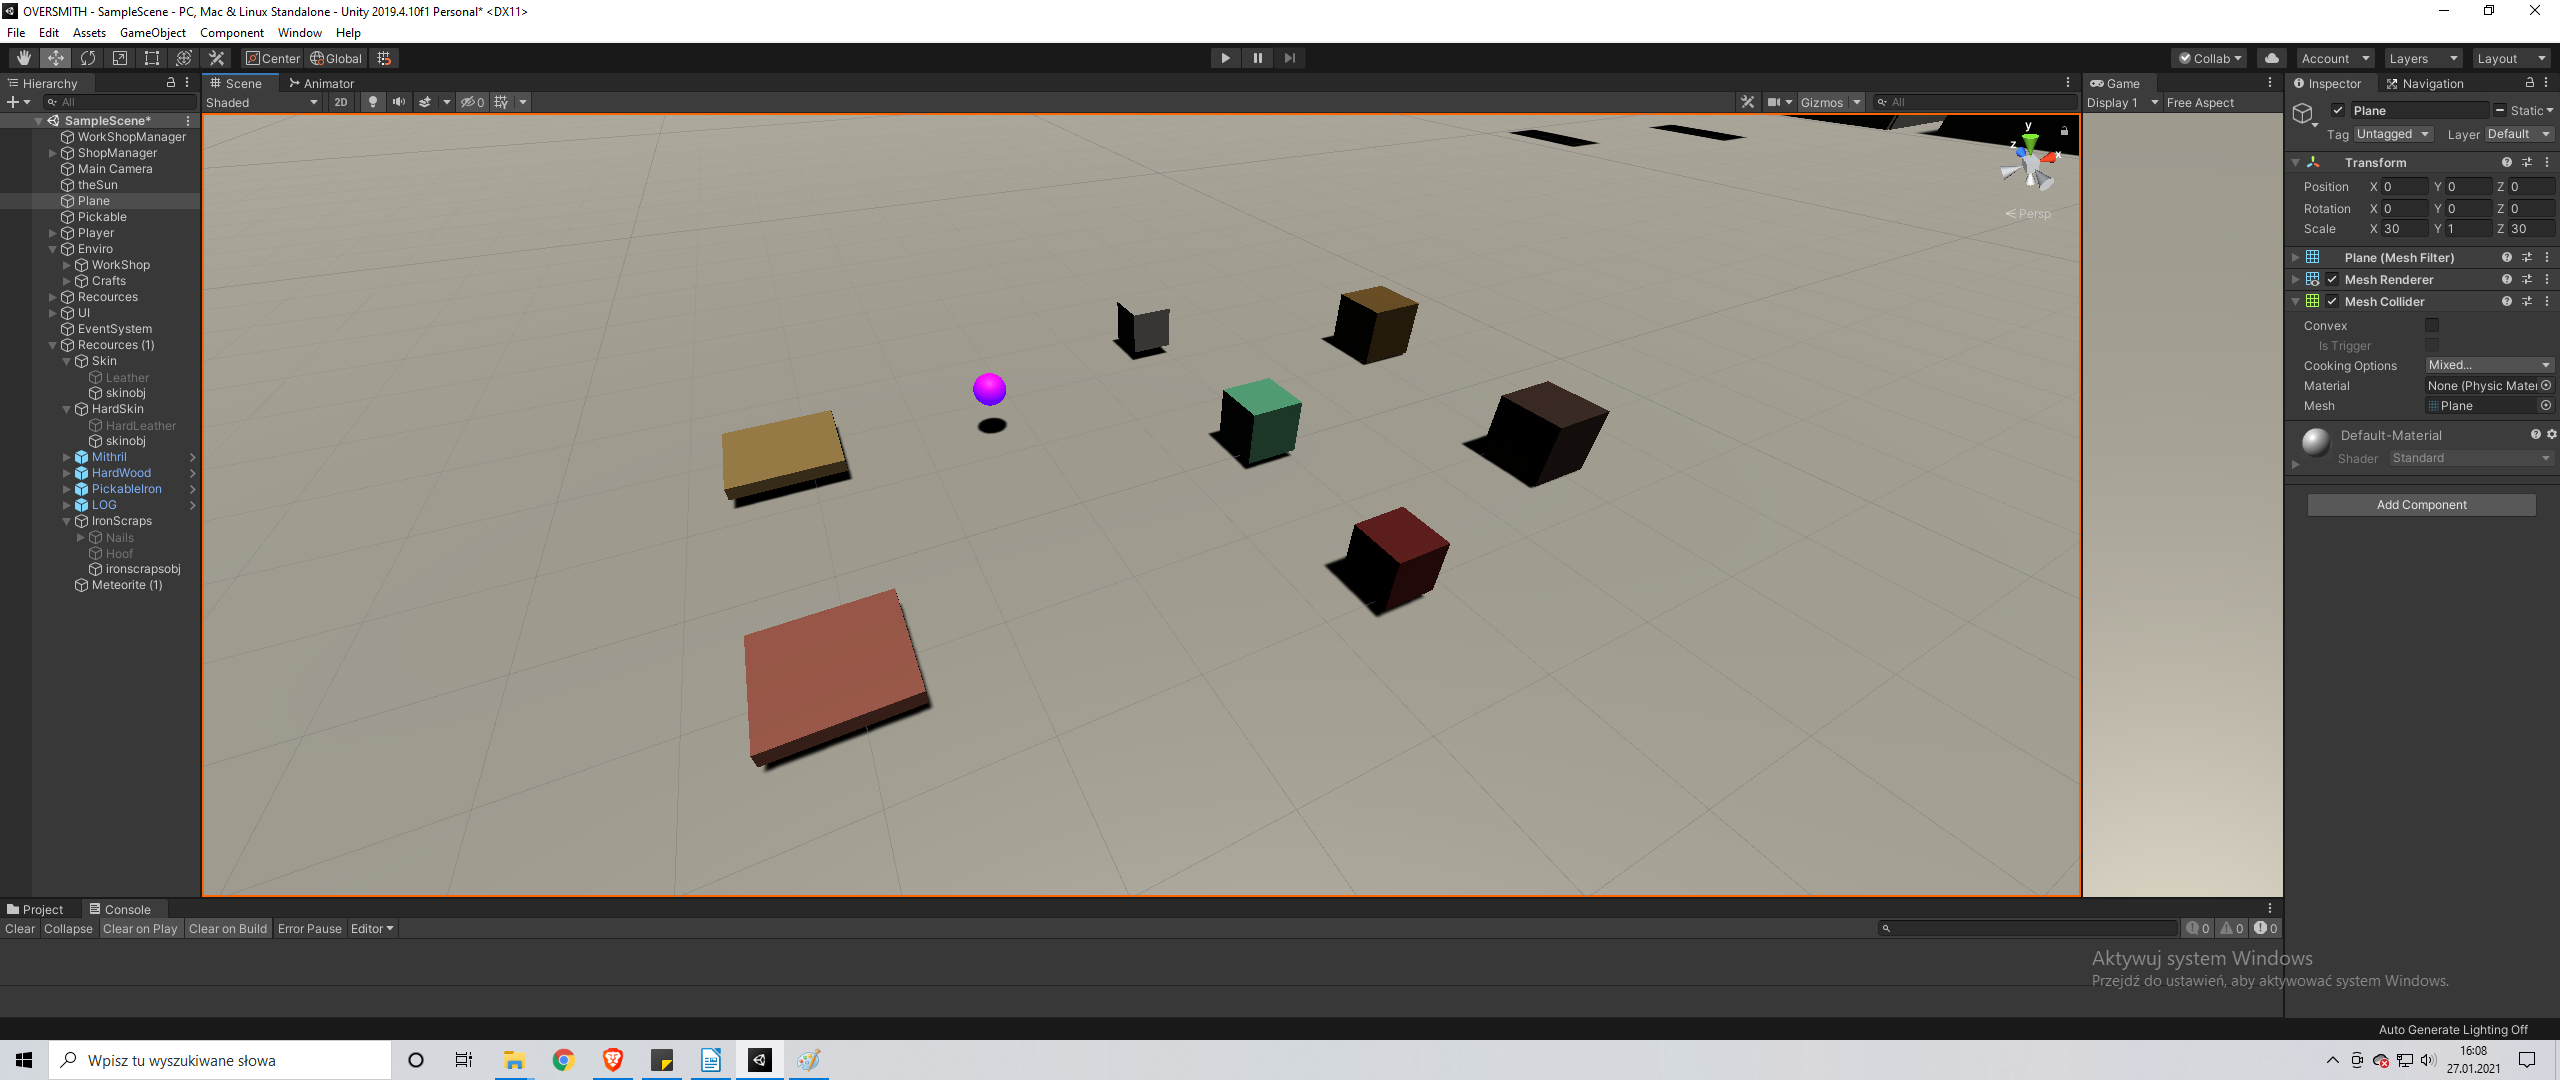 OVERSMITH - SampleScene - PC, Mac & Linux Standalone - Unity 2019.4.10f1 Personal* <DX11>
File Edit Assets GameObject Component Window Help
Center Global Collab Account Layers Layout
Hierarchy Scene Animator Game Inspector Navigation
All Shaded 2D 0 Gizmos All Display 1 Free Aspect
Plane Static
Tag Untagged Layer Default
SampleScene*
WorkShopManager
ShopManager
Main Camera
theSun
Plane
Pickable
Player
Enviro
WorkShop
Crafts
Recources
UI
EventSystem
Recources (1)
Skin
Leather
skinobj
HardSkin
HardLeather
skinobj
Mithril
HardWood
PickableIron
LOG
IronScraps
Nails
Hoof
ironscrapsobj
Meteorite (1)
y
z
x
Persp
Transform
Position X 0 Y 0 Z 0
Rotation X 0 Y 0 Z 0
Scale X 30 Y 1 Z 30
Plane (Mesh Filter)
Mesh Renderer
Mesh Collider
Convex
Is Trigger
Cooking Options Mixed...
Material None (Physic Mater
Mesh Plane
Default-Material
Shader Standard
Add Component
Project Console
Clear Collapse Clear on Play Clear on Build Error Pause Editor 0 0 0
Aktywuj system Windows
Przejdź do ustawień, aby aktywować system Windows.
Auto Generate Lighting Off
Wpisz tu wyszukiwane słowa
16:08
27.01.2021